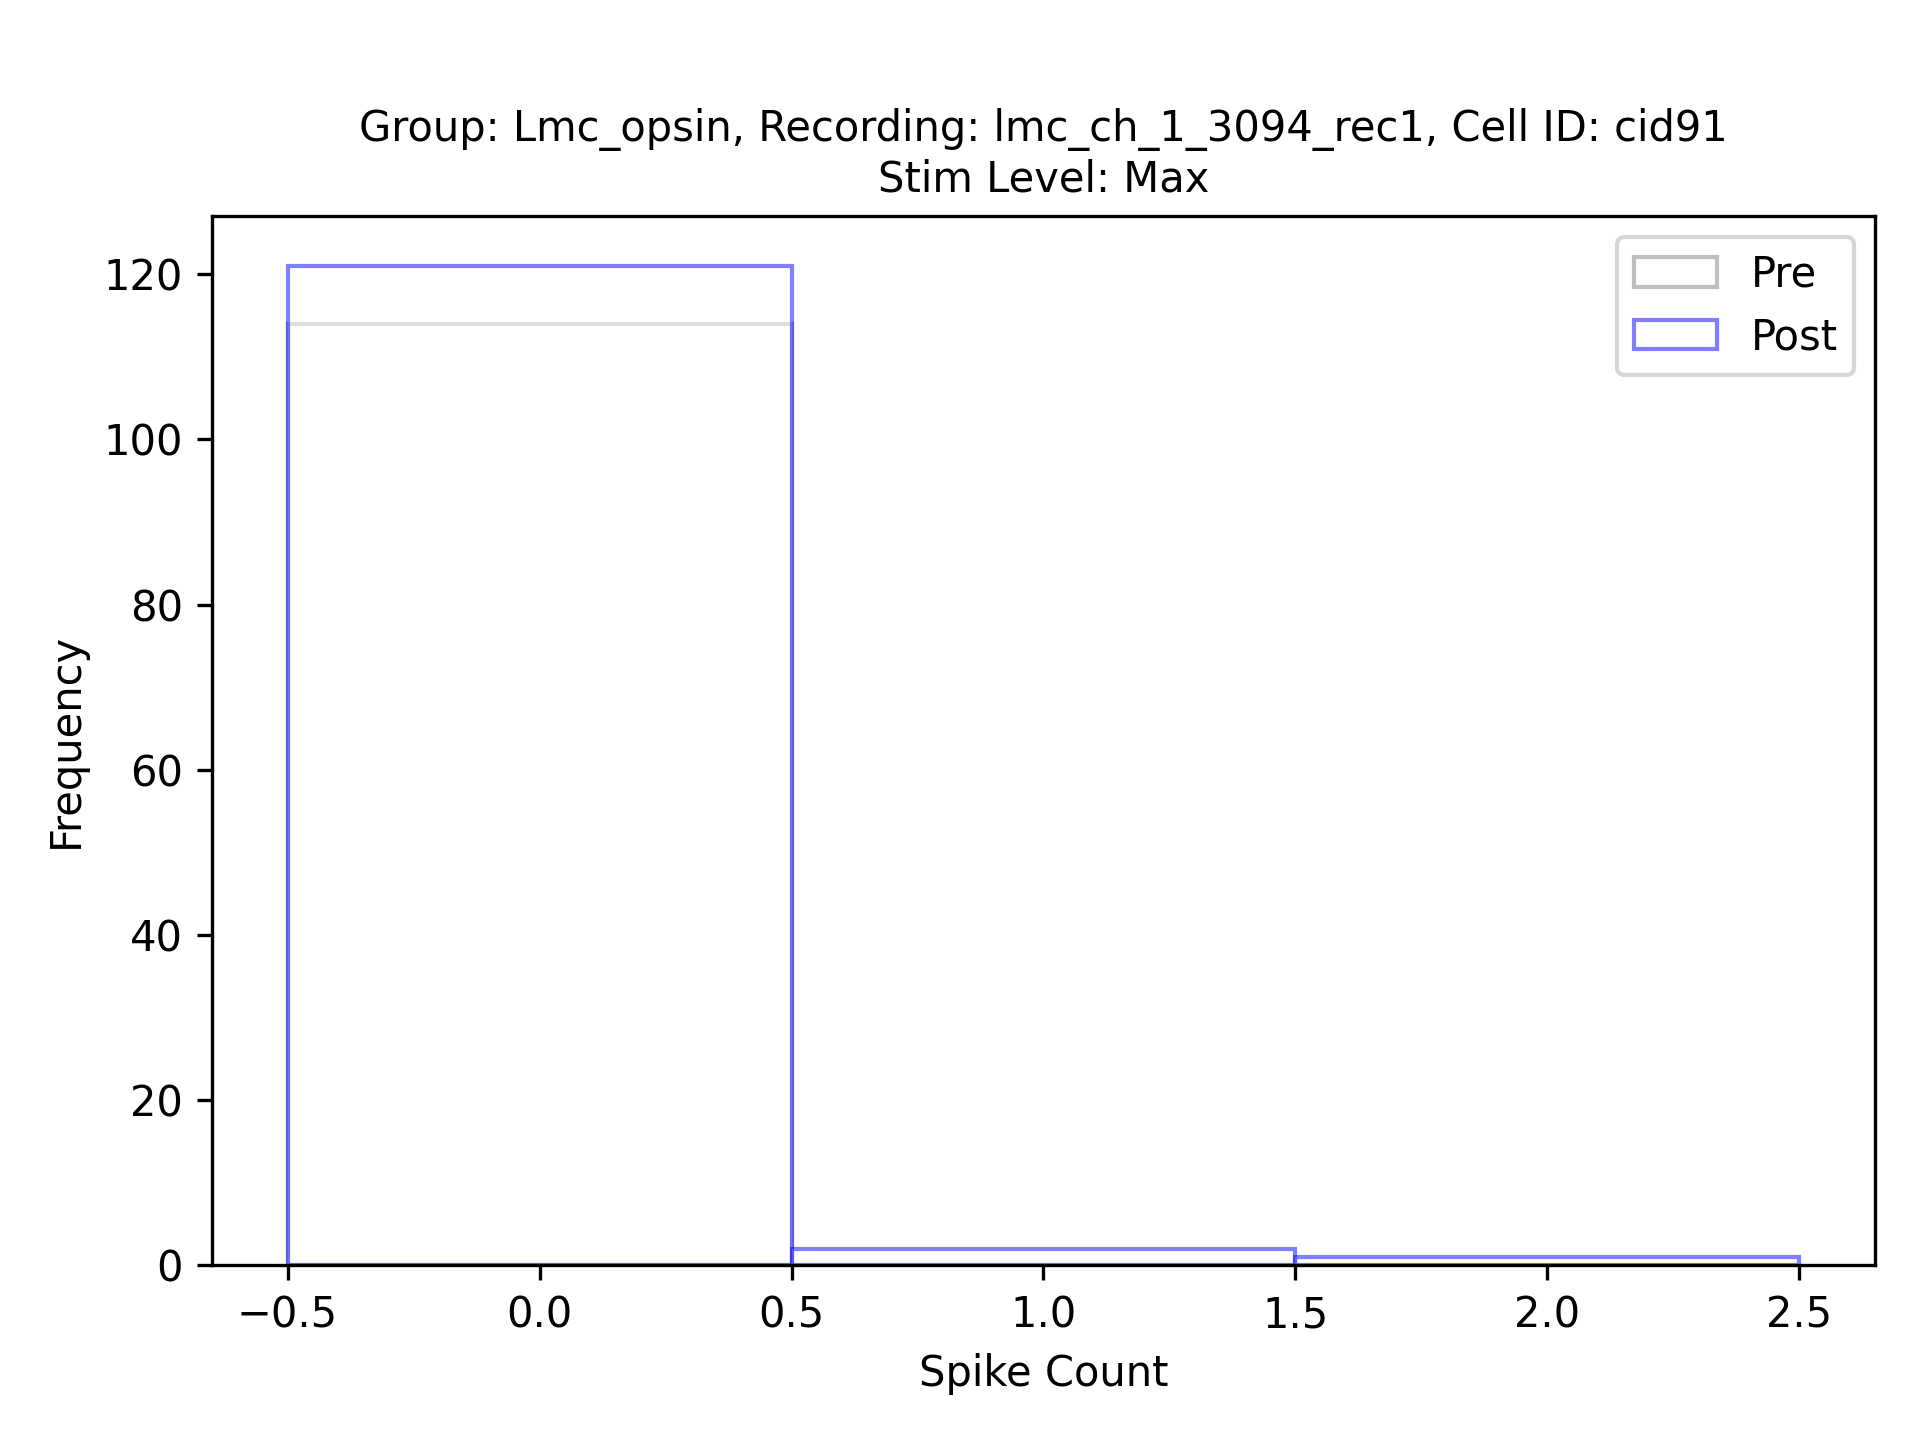 Group: Lmc_opsin, Recording: lmc_ch_1_3094_rec1, Cell ID: cid91
Stim Level: Max
Pre
Post
120
100
80
60
40
20
0
Frequency
−0.5 0.0 0.5 1.0 1.5 2.0 2.5
Spike Count